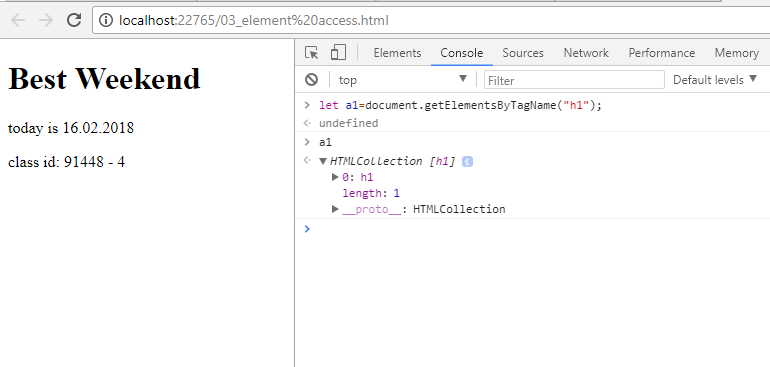 localhost:22765/03_element%20access.html
Best Weekend
today is 16.02.2018
class id: 91448 - 4
Elements Console Sources Network Performance Memory
top Filter Default levels
let a1=document.getElementsByTagName("h1");
undefined
a1
HTMLCollection [h1] i
0: h1
length: 1
__proto__: HTMLCollection